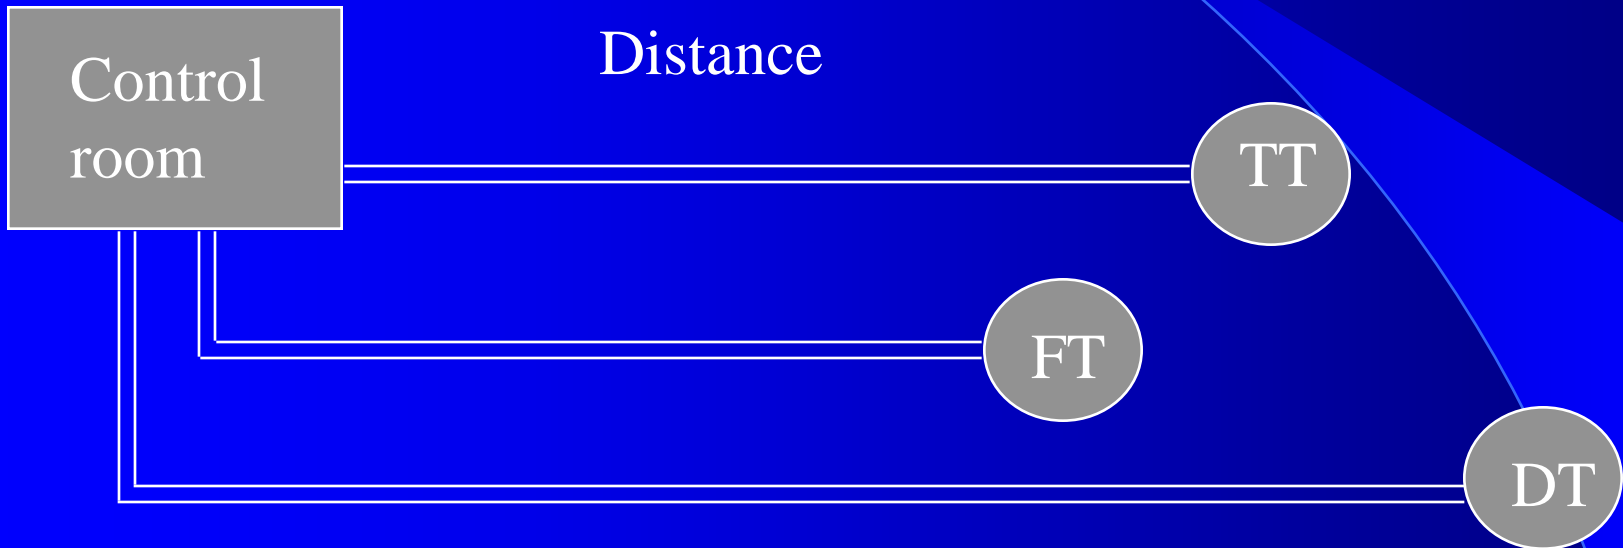 Control
room
Distance
TT
FT
DT